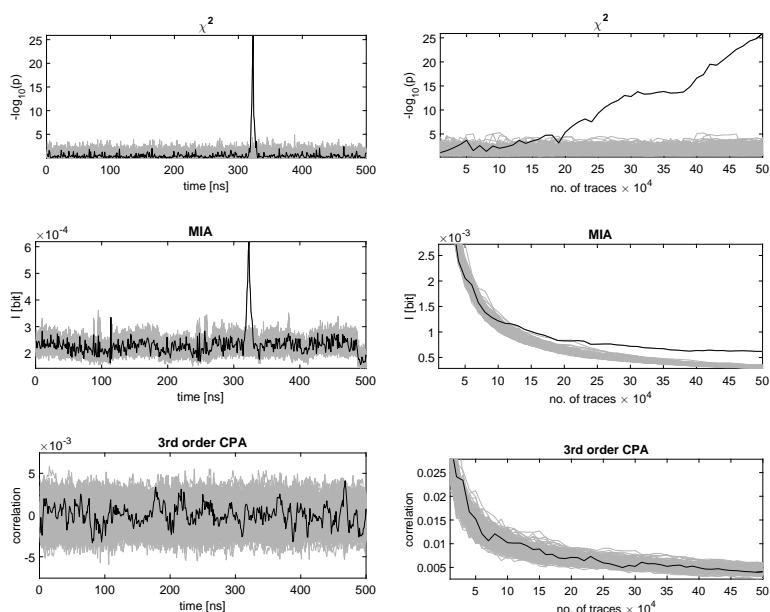 χ²
25
20
15
10
5
-log₁₀(p)
0 100 200 300 400 500
time [ns]
χ²
25
20
15
10
5
-log₁₀(p)
5 10 15 20 25 30 35 40 45 50
no. of traces × 10⁴
×10⁻⁴
MIA
6
5
4
3
2
I [bit]
0 100 200 300 400 500
time [ns]
×10⁻³
MIA
2.5
2
1.5
1
0.5
I [bit]
5 10 15 20 25 30 35 40 45 50
no. of traces × 10⁴
×10⁻³
3rd order CPA
5
0
-5
correlation
0 100 200 300 400 500
time [ns]
3rd order CPA
0.025
0.02
0.015
0.01
0.005
correlation
5 10 15 20 25 30 35 40 45 50
no. of traces × 10⁴